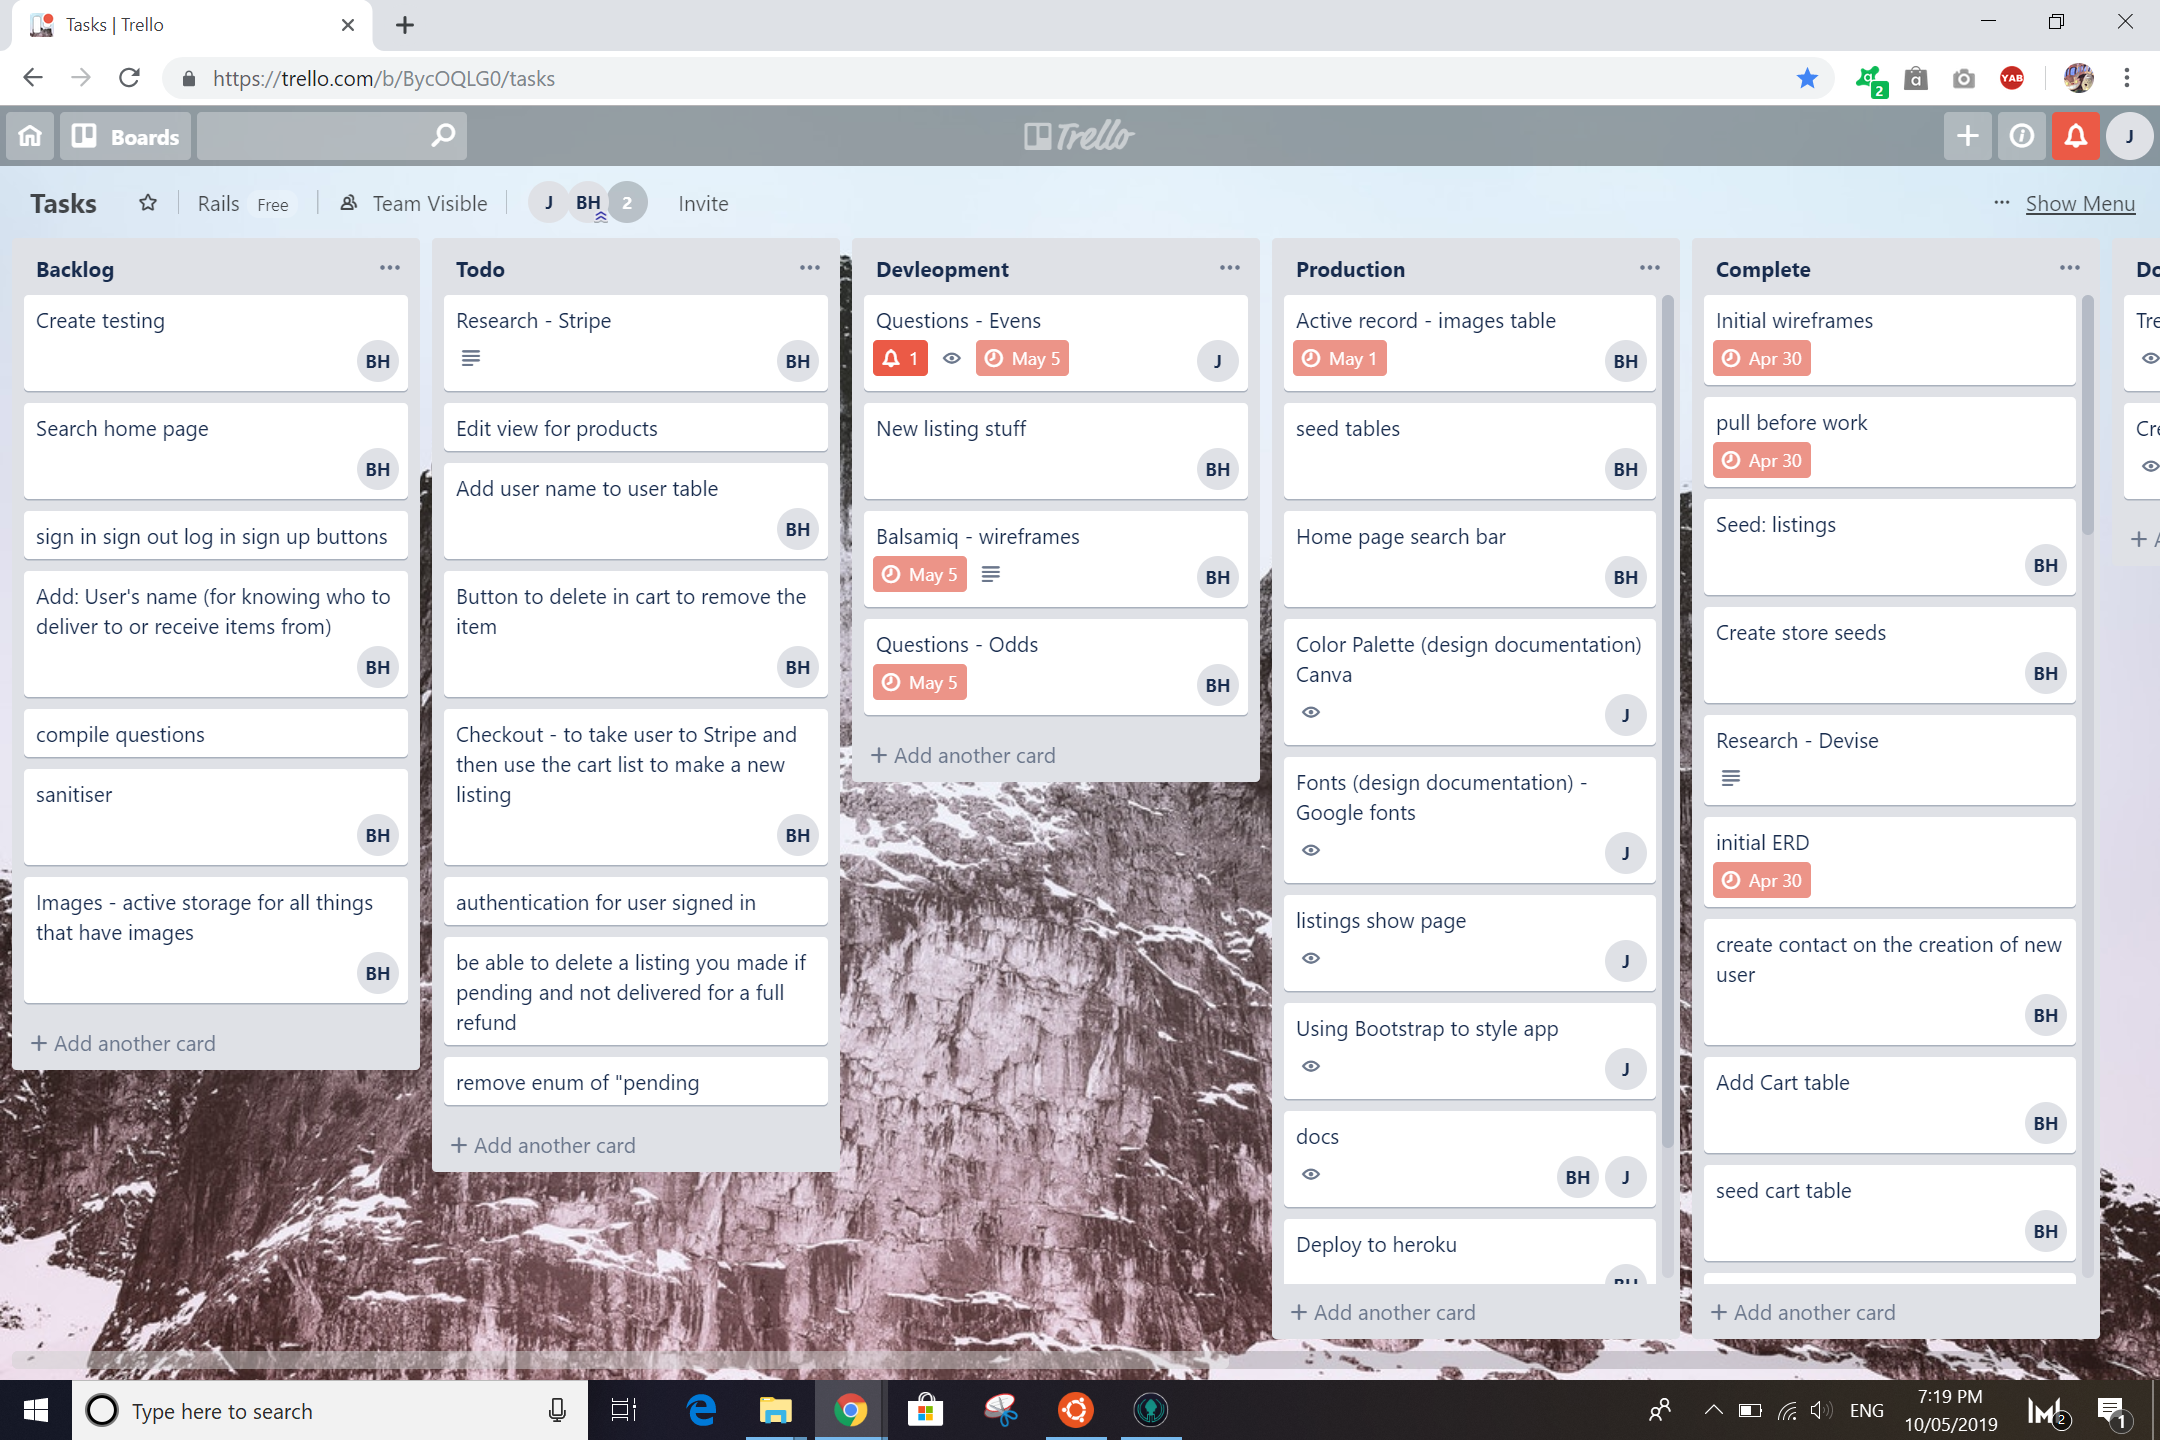 Tasks | Trello
https://trello.com/b/BycOQLG0/tasks
2
a
YAB
Boards
Trello
J
Tasks
Rails Free
Team Visible
J BH 2
Invite
Show Menu
Backlog
Create testing
BH
Search home page
BH
sign in sign out log in sign up buttons
Add: User's name (for knowing who to
deliver to or receive items from)
BH
compile questions
sanitiser
BH
Images - active storage for all things
that have images
BH
+ Add another card
Todo
Research - Stripe
BH
Edit view for products
Add user name to user table
BH
Button to delete in cart to remove the
item
BH
Checkout - to take user to Stripe and
then use the cart list to make a new
listing
BH
authentication for user signed in
be able to delete a listing you made if
pending and not delivered for a full
refund
remove enum of "pending
+ Add another card
Devleopment
Questions - Evens
1 May 5
J
New listing stuff
BH
Balsamiq - wireframes
May 5
BH
Questions - Odds
May 5
BH
+ Add another card
Production
Active record - images table
May 1
BH
seed tables
BH
Home page search bar
BH
Color Palette (design documentation)
Canva
J
Fonts (design documentation) -
Google fonts
J
listings show page
J
Using Bootstrap to style app
J
docs
BH J
Deploy to heroku
BH
+ Add another card
Complete
Initial wireframes
Apr 30
pull before work
Apr 30
Seed: listings
BH
Create store seeds
BH
Research - Devise
initial ERD
Apr 30
create contact on the creation of new
user
BH
Add Cart table
BH
seed cart table
BH
+ Add another card
Do
Tre
Cre
Type here to search
ENG
7:19 PM
10/05/2019
2
1